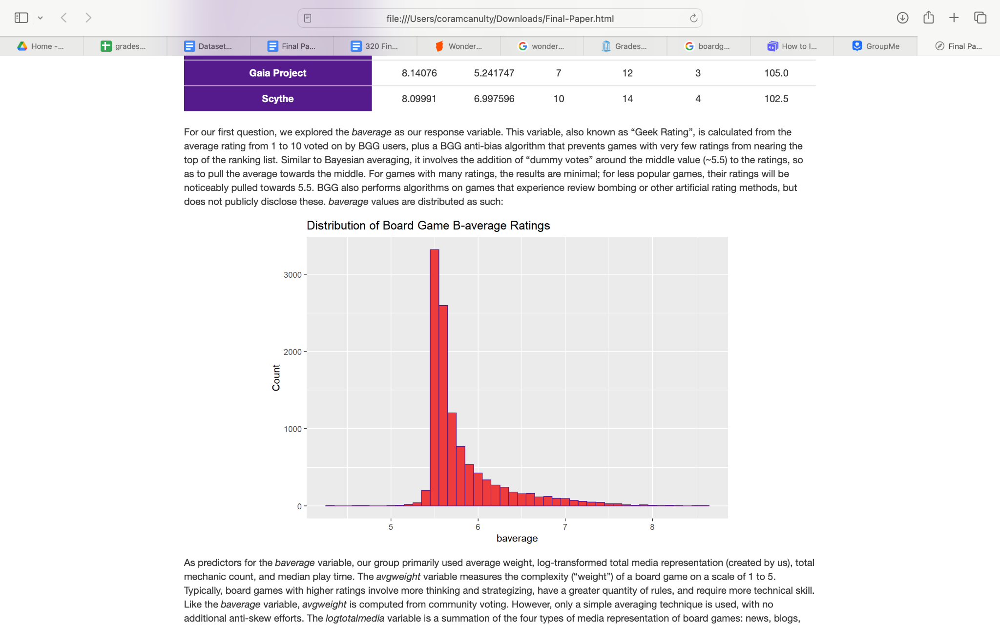 file:///Users/coramcanulty/Downloads/Final-Paper.html
Home -...
grades...
Dataset...
Final Pa...
320 Fin...
Wonder...
wonder...
Grades...
boardg...
How to I...
GroupMe
Final Pa...
Gaia Project 8.14076 5.241747 7 12 3 105.0
Scythe 8.09991 6.997596 10 14 4 102.5
For our first question, we explored the baverage as our response variable. This variable, also known as “Geek Rating”, is calculated from the
average rating from 1 to 10 voted on by BGG users, plus a BGG anti-bias algorithm that prevents games with very few ratings from nearing the
top of the ranking list. Similar to Bayesian averaging, it involves the addition of “dummy votes” around the middle value (~5.5) to the ratings, so
as to pull the average towards the middle. For games with many ratings, the results are minimal; for less popular games, their ratings will be
noticeably pulled towards 5.5. BGG also performs algorithms on games that experience review bombing or other artificial rating methods, but
does not publicly disclose these. baverage values are distributed as such:
Distribution of Board Game B-average Ratings
3000
2000
1000
0
Count
5 6 7 8
baverage
As predictors for the baverage variable, our group primarily used average weight, log-transformed total media representation (created by us), total
mechanic count, and median play time. The avgweight variable measures the complexity (“weight”) of a board game on a scale of 1 to 5.
Typically, board games with higher ratings involve more thinking and strategizing, have a greater quantity of rules, and require more technical skill.
Like the baverage variable, avgweight is computed from community voting. However, only a simple averaging technique is used, with no
additional anti-skew efforts. The logtotalmedia variable is a summation of the four types of media representation of board games: news, blogs,